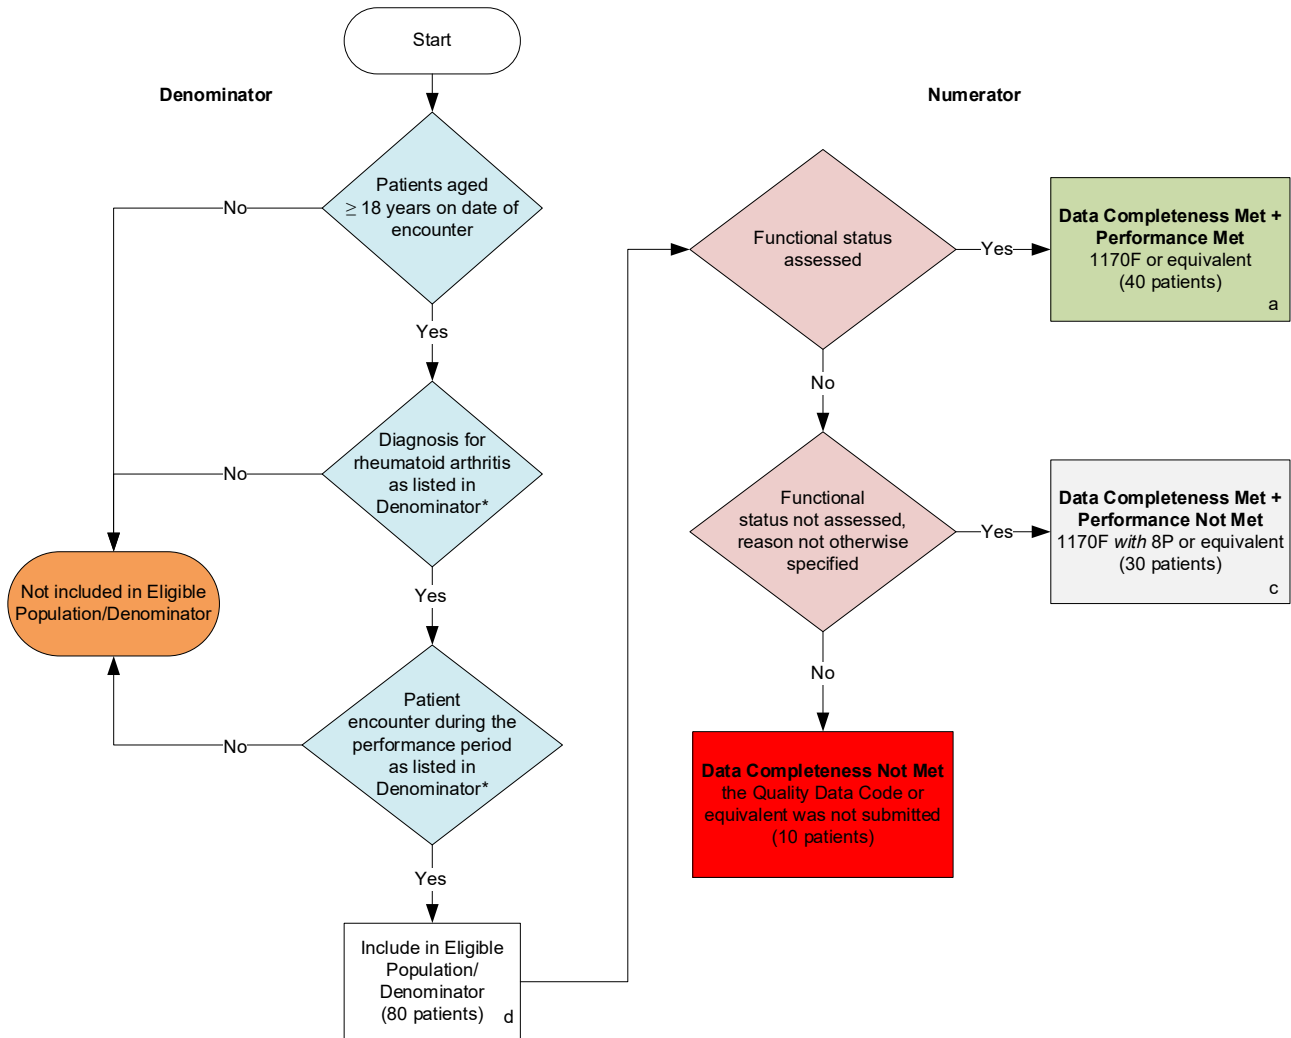 Start
Denominator
Patients aged
≥ 18 years on date of
encounter
No
Yes
Diagnosis for
rheumatoid arthritis
as listed in
Denominator*
No
Yes
Not included in Eligible
Population/Denominator
Patient
encounter during the
performance period
as listed in
Denominator*
No
Yes
Include in Eligible
Population/
Denominator
(80 patients)
d
Numerator
Functional status
assessed
Yes
Data Completeness Met +
Performance Met
1170F or equivalent
(40 patients)
a
No
Functional
status not assessed,
reason not otherwise
specified
Yes
Data Completeness Met +
Performance Not Met
1170F with 8P or equivalent
(30 patients)
c
No
Data Completeness Not Met
the Quality Data Code or
equivalent was not submitted
(10 patients)